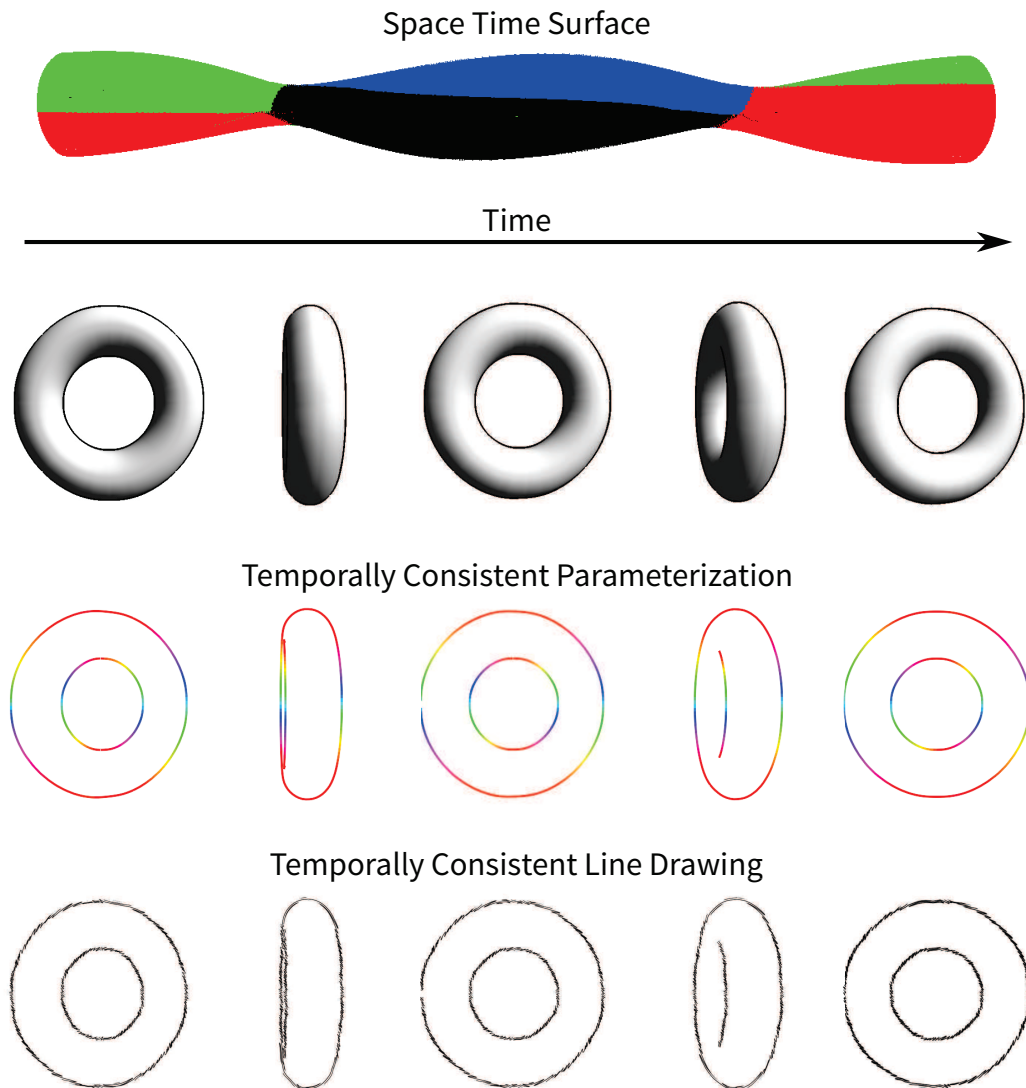 Space Time Surface
Time
Temporally Consistent Parameterization
Temporally Consistent Line Drawing